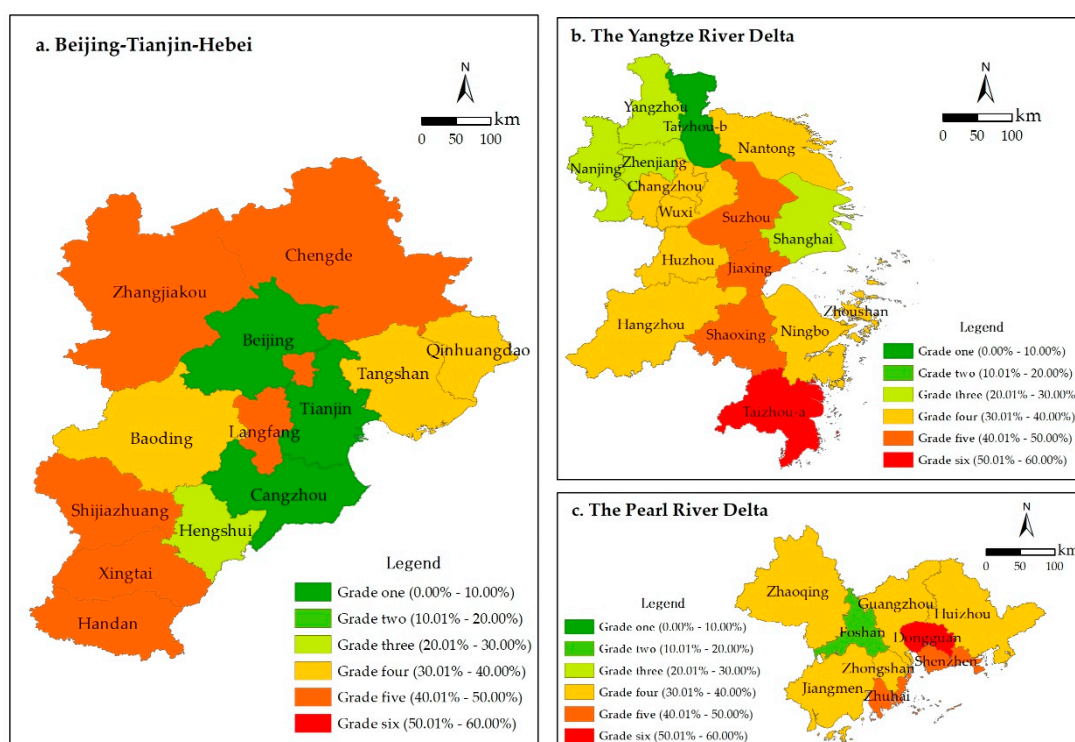 a. Beijing-Tianjin-Hebei
N
km
0 50 100
Chengde
Zhangjiakou
Beijing
Qinhuangdao
Tangshan
Tianjin
Baoding
Langfang
Cangzhou
Shijiazhuang
Hengshui
Xingtai
Handan
Legend
Grade one (0.00% - 10.00%)
Grade two (10.01% - 20.00%)
Grade three (20.01% - 30.00%)
Grade four (30.01% - 40.00%)
Grade five (40.01% - 50.00%)
Grade six (50.01% - 60.00%)
b. The Yangtze River Delta
N
km
0 50 100
Yangzhou
Taizhou-b
Nantong
Zhenjiang
Nanjing
Changzhou
Wuxi
Suzhou
Shanghai
Huzhou
Jiaxing
Zhoushan
Hangzhou
Shaoxing
Ningbo
Taizhou-a
Legend
Grade one (0.00% - 10.00%)
Grade two (10.01% - 20.00%)
Grade three (20.01% - 30.00%
Grade four (30.01% - 40.00%)
Grade five (40.01% - 50.00%)
Grade six (50.01% - 60.00%)
c. The Pearl River Delta
N
km
0 50 100
Zhaoqing
Guangzhou
Huizhou
Foshan
Dongguan
Shenzhen
Zhongshan
Jiangmen
Zhuhai
Legend
Grade one (0.00% - 10.00%)
Grade two (10.01% - 20.00%)
Grade three (20.01% - 30.00%)
Grade four (30.01% - 40.00%)
Grade five (40.01% - 50.00%)
Grade six (50.01% - 60.00%)